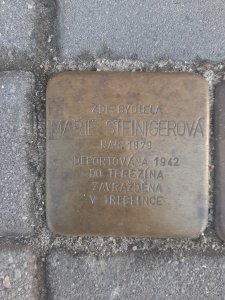 ZDE BYDLELA
MARIE STEINIGEROVÁ
NAR. 1879
DEPORTOVÁNA 1942
DO TEREZÍNA
ZAVRAŽDĚNA
V TREBLINCE